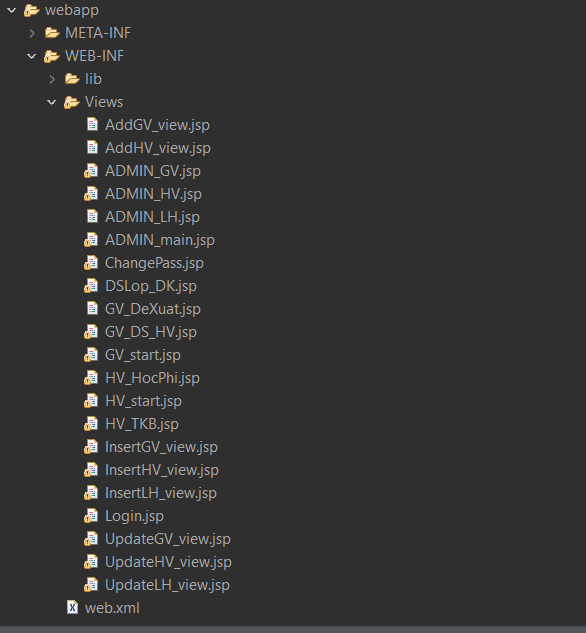 webapp
META-INF
WEB-INF
lib
Views
AddGV_view.jsp
AddHV_view.jsp
ADMIN_GV.jsp
ADMIN_HV.jsp
ADMIN_LH.jsp
ADMIN_main.jsp
ChangePass.jsp
DSLop_DK.jsp
GV_DeXuat.jsp
GV_DS_HV.jsp
GV_start.jsp
HV_HocPhi.jsp
HV_start.jsp
HV_TKB.jsp
InsertGV_view.jsp
InsertHV_view.jsp
InsertLH_view.jsp
Login.jsp
UpdateGV_view.jsp
UpdateHV_view.jsp
UpdateLH_view.jsp
web.xml